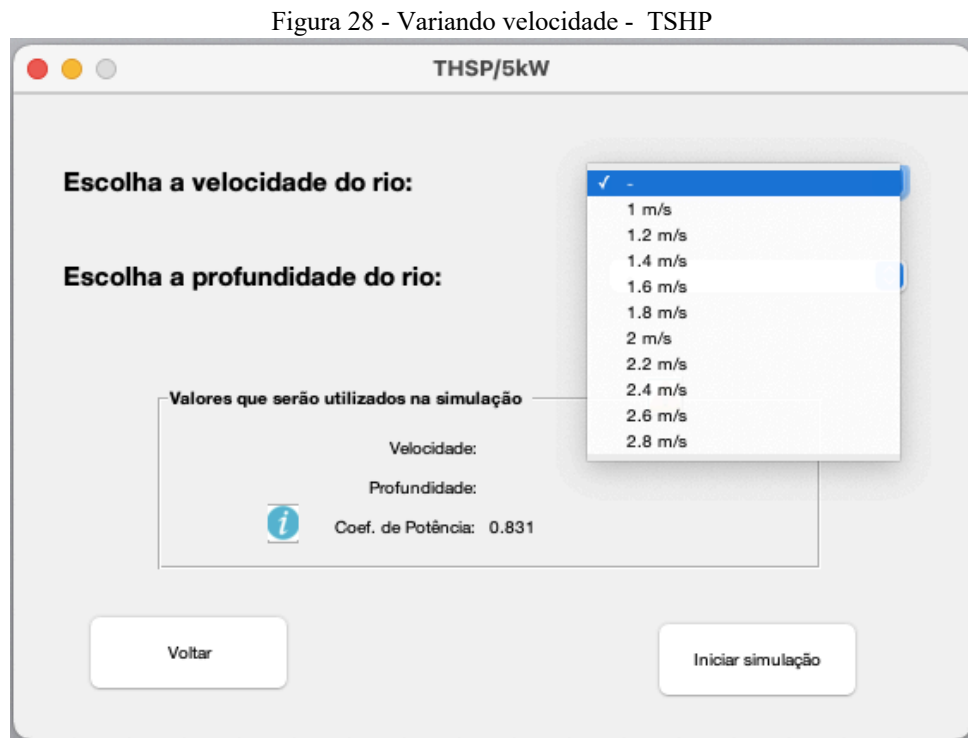 Figura 28 - Variando velocidade - TSHP
THSP/5kW
Escolha a velocidade do rio:
✓ -
1 m/s
1.2 m/s
1.4 m/s
1.6 m/s
1.8 m/s
2 m/s
2.2 m/s
2.4 m/s
2.6 m/s
2.8 m/s
Escolha a profundidade do rio:
Valores que serão utilizados na simulação
Velocidade:
Profundidade:
i
Coef. de Potência: 0.831
Voltar
Iniciar simulação